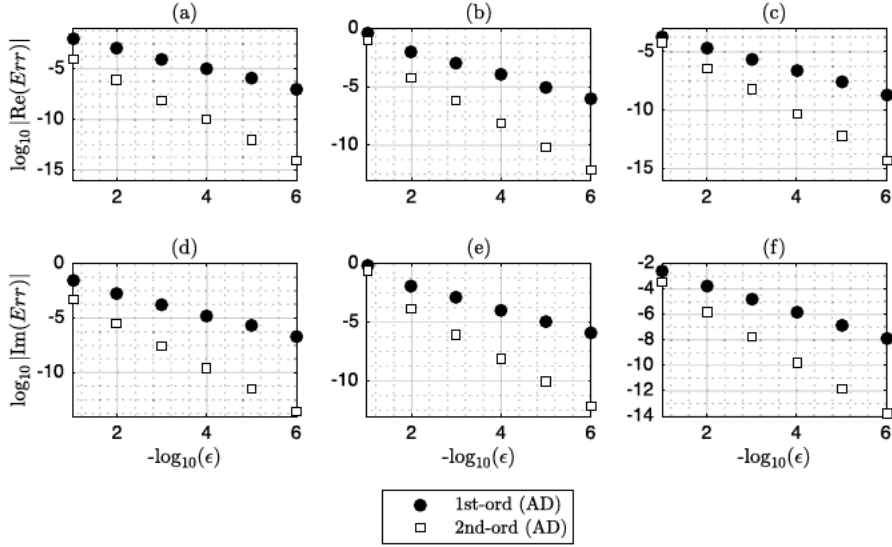 (a) (b) (c)
log₁₀ |Re(Err)|
-5
-10
-15
2 4 6
0
-5
-10
2 4 6
-5
-10
-15
2 4 6
(d) (e) (f)
log₁₀ |Im(Err)|
0
-5
-10
2 4 6
0
-5
-10
2 4 6
-2
-4
-6
-8
-10
-12
-14
2 4 6
-log₁₀(ϵ) -log₁₀(ϵ) -log₁₀(ϵ)
1st-ord (AD)
2nd-ord (AD)